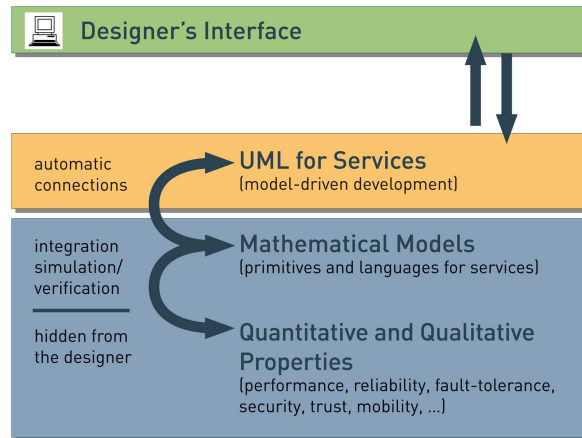 Designer's Interface
automatic
connections
UML for Services
(model-driven development)
integration
simulation/
verification
Mathematical Models
(primitives and languages for services)
hidden from
the designer
Quantitative and Qualitative
Properties
(performance, reliability, fault-tolerance,
security, trust, mobility, ...)